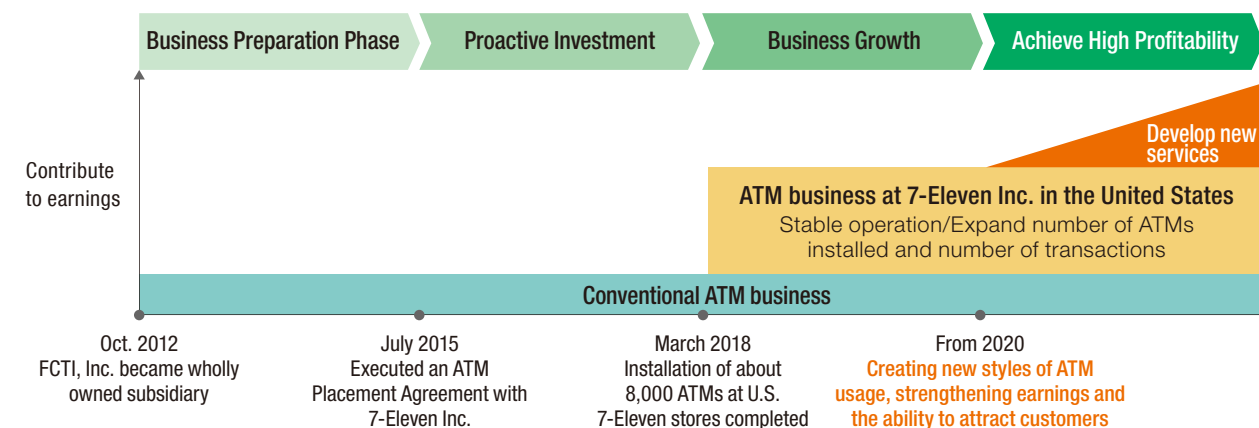 Business Preparation Phase
Proactive Investment
Business Growth
Achieve High Profitability
Contribute
to earnings
Develop new
services
ATM business at 7-Eleven Inc. in the United States
Stable operation/Expand number of ATMs
installed and number of transactions
Conventional ATM business
Oct. 2012
FCTI, Inc. became wholly
owned subsidiary
July 2015
Executed an ATM
Placement Agreement with
7-Eleven Inc.
March 2018
Installation of about
8,000 ATMs at U.S.
7-Eleven stores completed
From 2020
Creating new styles of ATM
usage, strengthening earnings and
the ability to attract customers